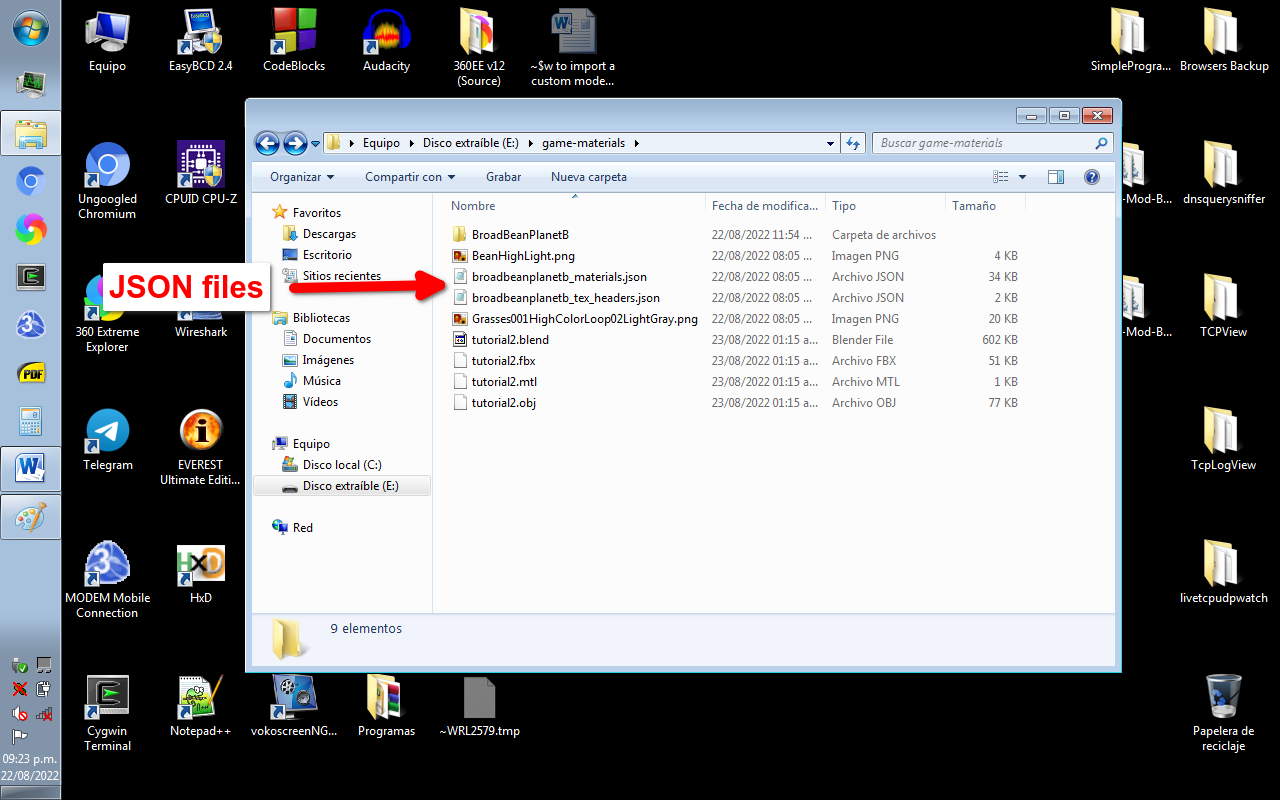 Equipo
EasyBCD 2.4
CodeBlocks
Audacity
360EE v12
(Source)
~$w to import a
custom mode...
SimpleProgra...
Browsers Backup
Equipo
Disco extraíble (E:)
game-materials
Buscar game-materials
Organizar
Compartir con
Grabar
Nueva carpeta
Ungoogled
Chromium
CPUID CPU-Z
-Mod-B...
dnsquerysniffer
Favoritos
Descargas
Escritorio
Sitios recientes
Bibliotecas
Documentos
Imágenes
Música
Vídeos
Equipo
Disco local (C:)
Disco extraíble (E:)
Red
Nombre Fecha de modifica... Tipo Tamaño
BroadBeanPlanetB 22/08/2022 11:54 ... Carpeta de archivos
BeanHighLight.png 22/08/2022 08:05 ... Imagen PNG 4 KB
broadbeanplanetb_materials.json 22/08/2022 08:05 ... Archivo JSON 34 KB
broadbeanplanetb_tex_headers.json 22/08/2022 08:05 ... Archivo JSON 2 KB
Grasses001HighColorLoop02LightGray.png 22/08/2022 08:05 ... Imagen PNG 20 KB
tutorial2.blend 23/08/2022 01:15 a... Blender File 602 KB
tutorial2.fbx 23/08/2022 01:15 a... Archivo FBX 51 KB
tutorial2.mtl 23/08/2022 01:15 a... Archivo MTL 1 KB
tutorial2.obj 23/08/2022 01:15 a... Archivo OBJ 77 KB
JSON files
360 Extreme
Explorer
Wireshark
-Mod-B...
TCPView
PDF
Telegram
EVEREST
Ultimate Editi...
TcpLogView
MODEM Mobile
Connection
HxD
HxD
livetcpudpwatch
9 elementos
Cygwin
Terminal
Notepad++
vokoscreenNG...
Programas
~WRL2579.tmp
Papelera de
reciclaje
09:23 p.m.
22/08/2022